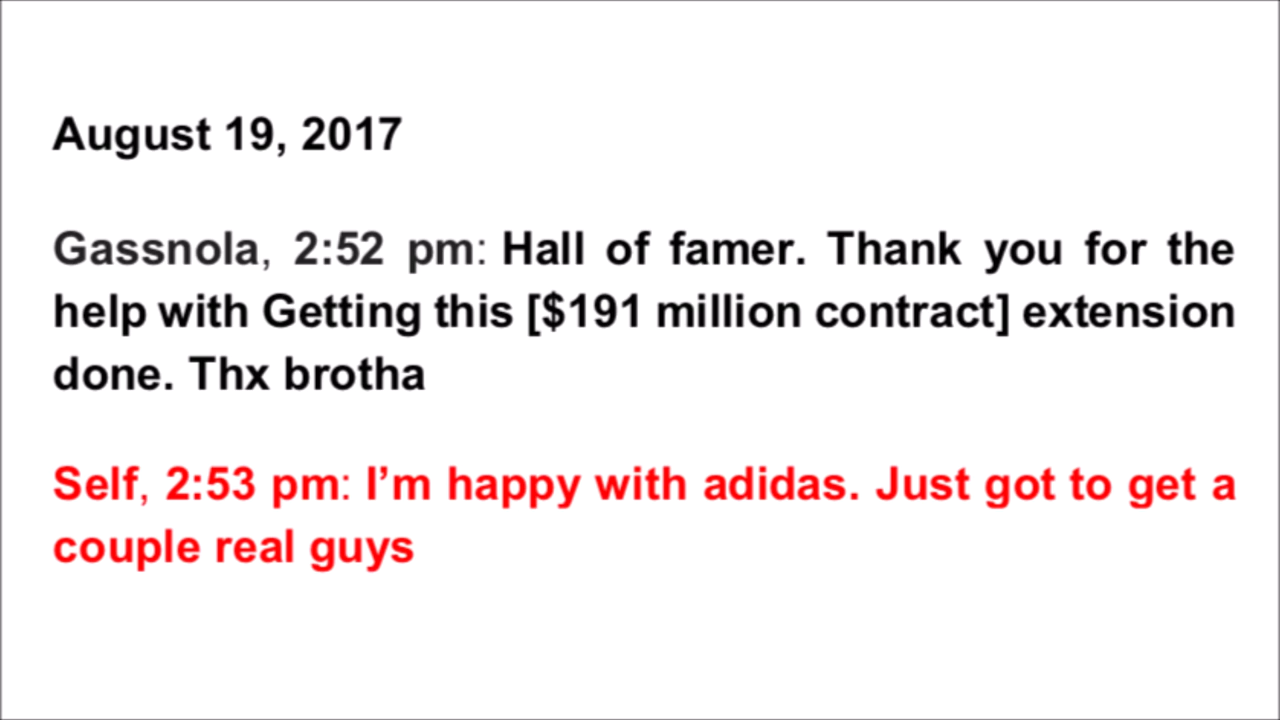 August 19, 2017
Gassnola, 2:52 pm: Hall of famer. Thank you for the
help with Getting this [$191 million contract] extension
done. Thx brotha
Self, 2:53 pm: I’m happy with adidas. Just got to get a
couple real guys